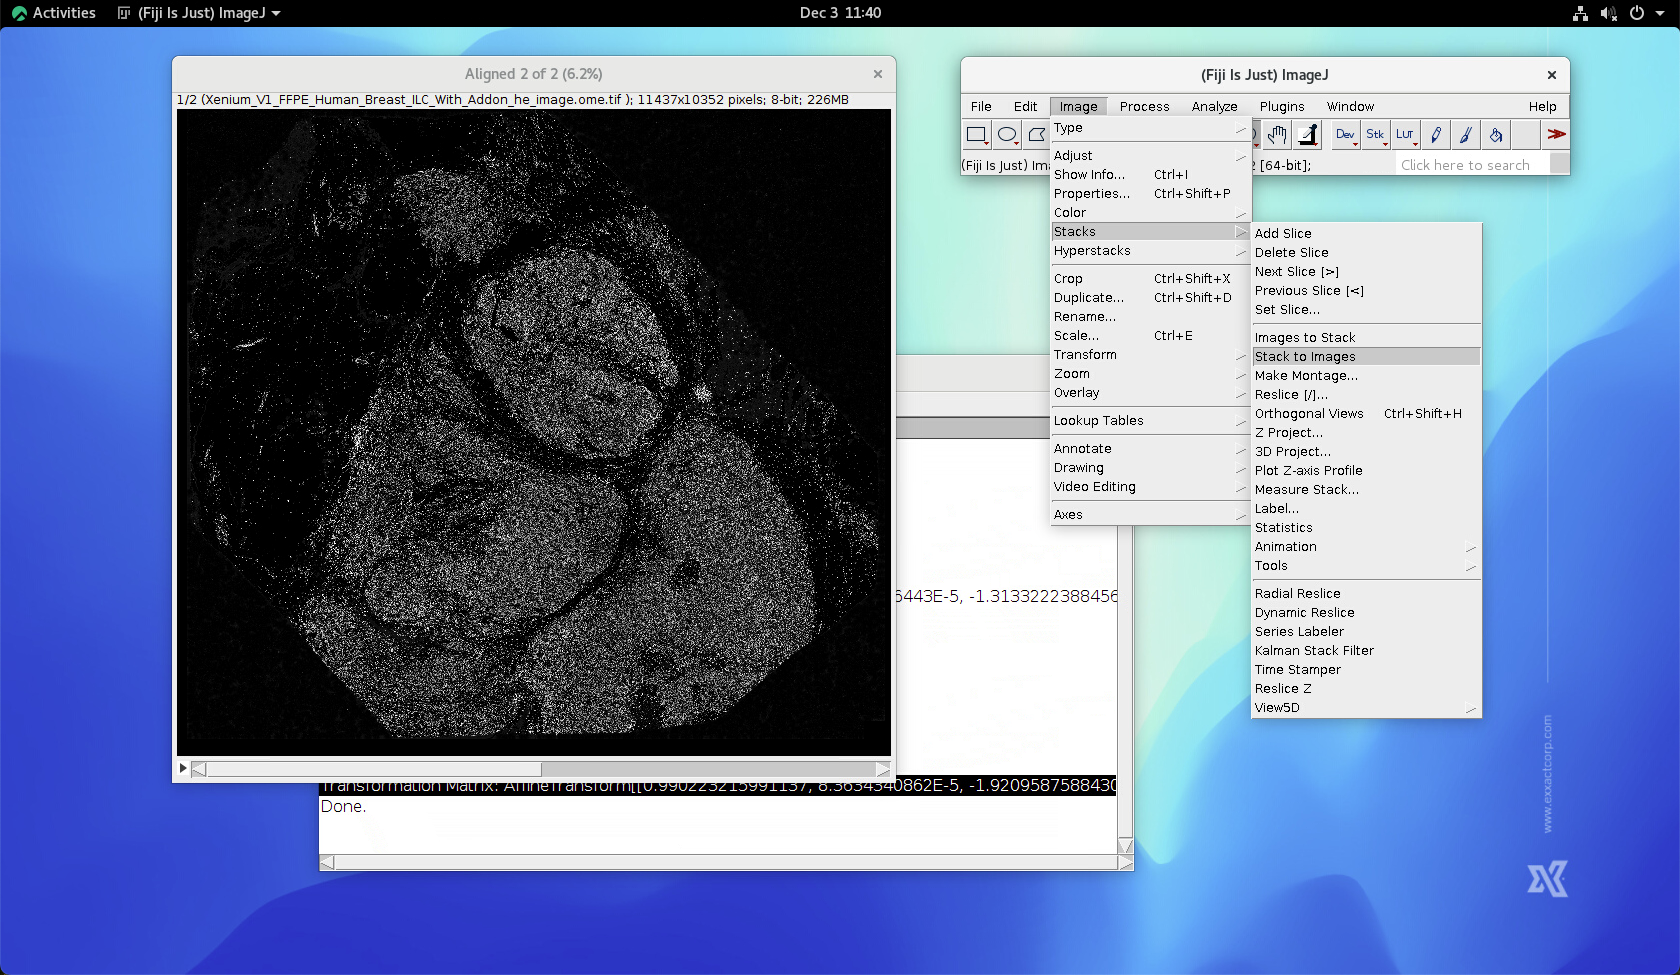 Activities
(Fiji Is Just) ImageJ
Dec 3 11:40
Aligned 2 of 2 (6.2%)
1/2 (Xenium_V1_FFPE_Human_Breast_ILC_With_Addon_he_image.ome.tif ); 11437x10352 pixels; 8-bit; 226MB
(Fiji Is Just) ImageJ
File Edit Image Process Analyze Plugins Window Help
Dev Stk LUT
(Fiji Is Just) Ima
2 [64-bit];
Click here to search
Type
Adjust
Show Info... Ctrl+I
Properties... Ctrl+Shift+P
Color
Stacks
Hyperstacks
Crop Ctrl+Shift+X
Duplicate... Ctrl+Shift+D
Rename...
Scale... Ctrl+E
Transform
Zoom
Overlay
Lookup Tables
Annotate
Drawing
Video Editing
Axes
Add Slice
Delete Slice
Next Slice [>]
Previous Slice [<]
Set Slice...
Images to Stack
Stack to Images
Make Montage...
Reslice [/]...
Orthogonal Views Ctrl+Shift+H
Z Project...
3D Project...
Plot Z-axis Profile
Measure Stack...
Label...
Statistics
Animation
Tools
Radial Reslice
Dynamic Reslice
Series Labeler
Kalman Stack Filter
Time Stamper
Reslice Z
View5D
6443E-5, -1.3133222388456
Transformation Matrix: AffineTransform[[0.990223215991137, 8.3634340862E-5, -1.9209587588430
Done.
www.exxactcorp.com